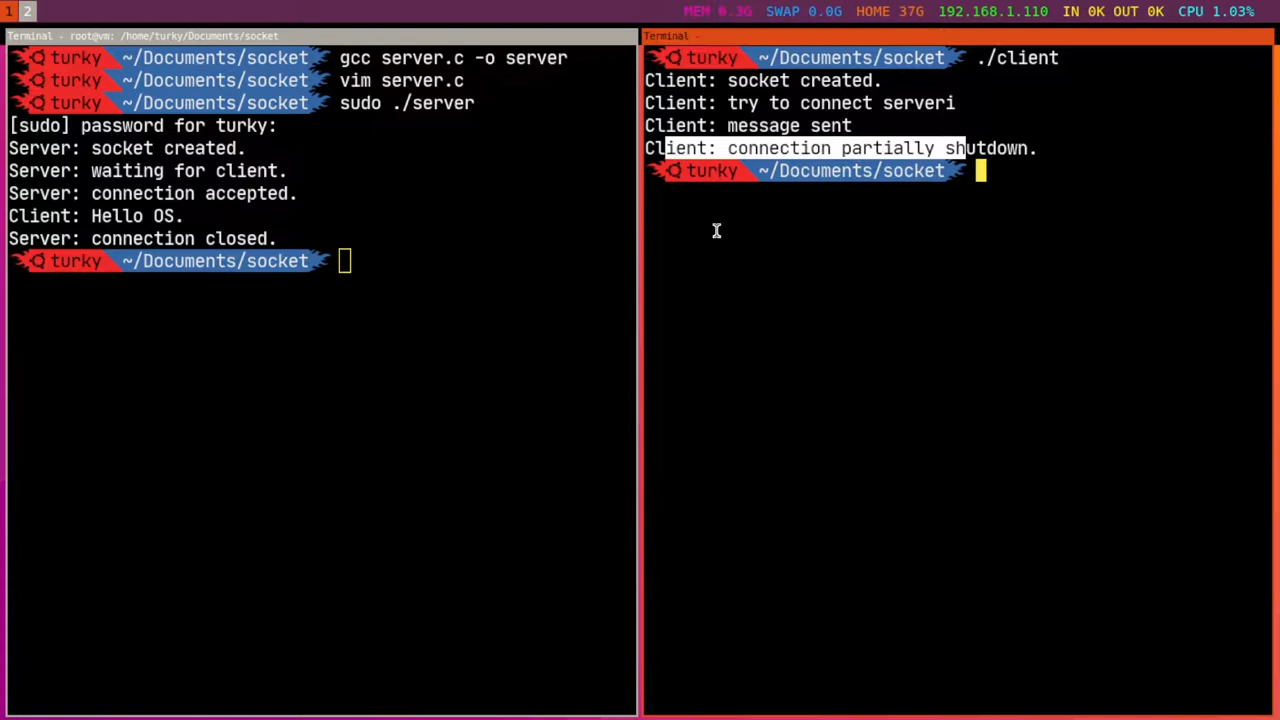 1 2 MEM 6.3G SWAP 0.0G HOME 37G 192.168.1.110 IN 0K OUT 0K CPU 1.03%
Terminal - root@vm: /home/turky/Documents/socket
turky ~/Documents/socket gcc server.c -o server
turky ~/Documents/socket vim server.c
turky ~/Documents/socket sudo ./server
[sudo] password for turky:
Server: socket created.
Server: waiting for client.
Server: connection accepted.
Client: Hello OS.
Server: connection closed.
turky ~/Documents/socket
Terminal -
turky ~/Documents/socket ./client
Client: socket created.
Client: try to connect serveri
Client: message sent
Client: connection partially shutdown.
turky ~/Documents/socket